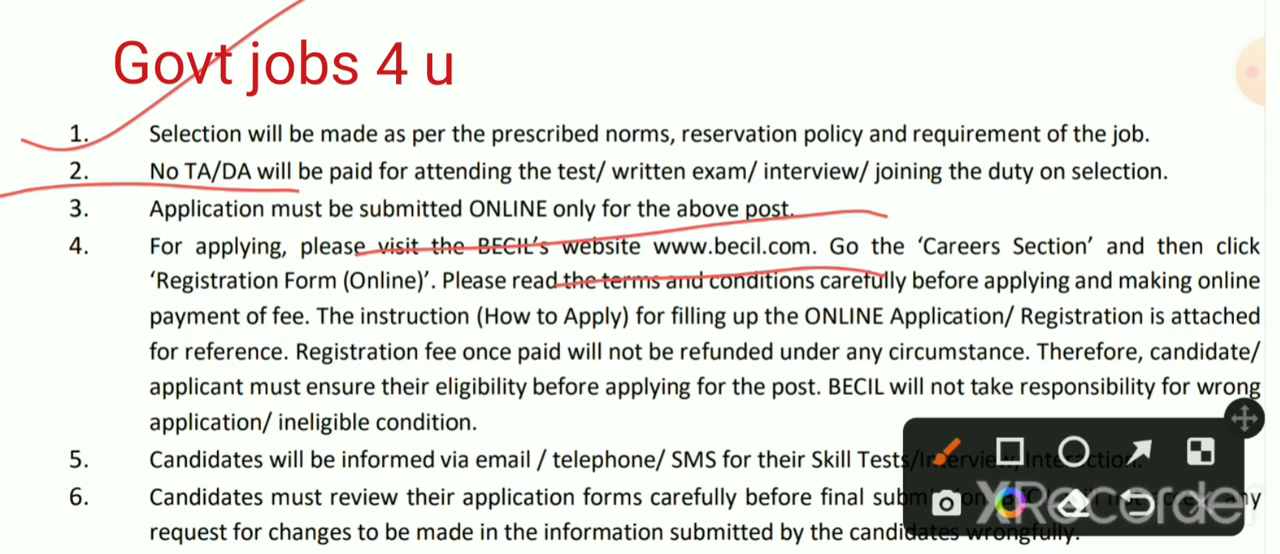 Govt jobs 4 u
1. Selection will be made as per the prescribed norms, reservation policy and requirement of the job.
2. No TA/DA will be paid for attending the test/ written exam/ interview/ joining the duty on selection.
3. Application must be submitted ONLINE only for the above post.
4. For applying, please visit the BECIL’s website www.becil.com. Go the ‘Careers Section’ and then click
‘Registration Form (Online)’. Please read the terms and conditions carefully before applying and making online
payment of fee. The instruction (How to Apply) for filling up the ONLINE Application/ Registration is attached
for reference. Registration fee once paid will not be refunded under any circumstance. Therefore, candidate/
applicant must ensure their eligibility before applying for the post. BECIL will not take responsibility for wrong
application/ ineligible condition.
5. Candidates will be informed via email / telephone/ SMS for their Skill Tests/Interview/ Interaction.
6. Candidates must review their application forms carefully before final submission.
XRecorder
request for changes to be made in the information submitted by the candidates wrongfully.